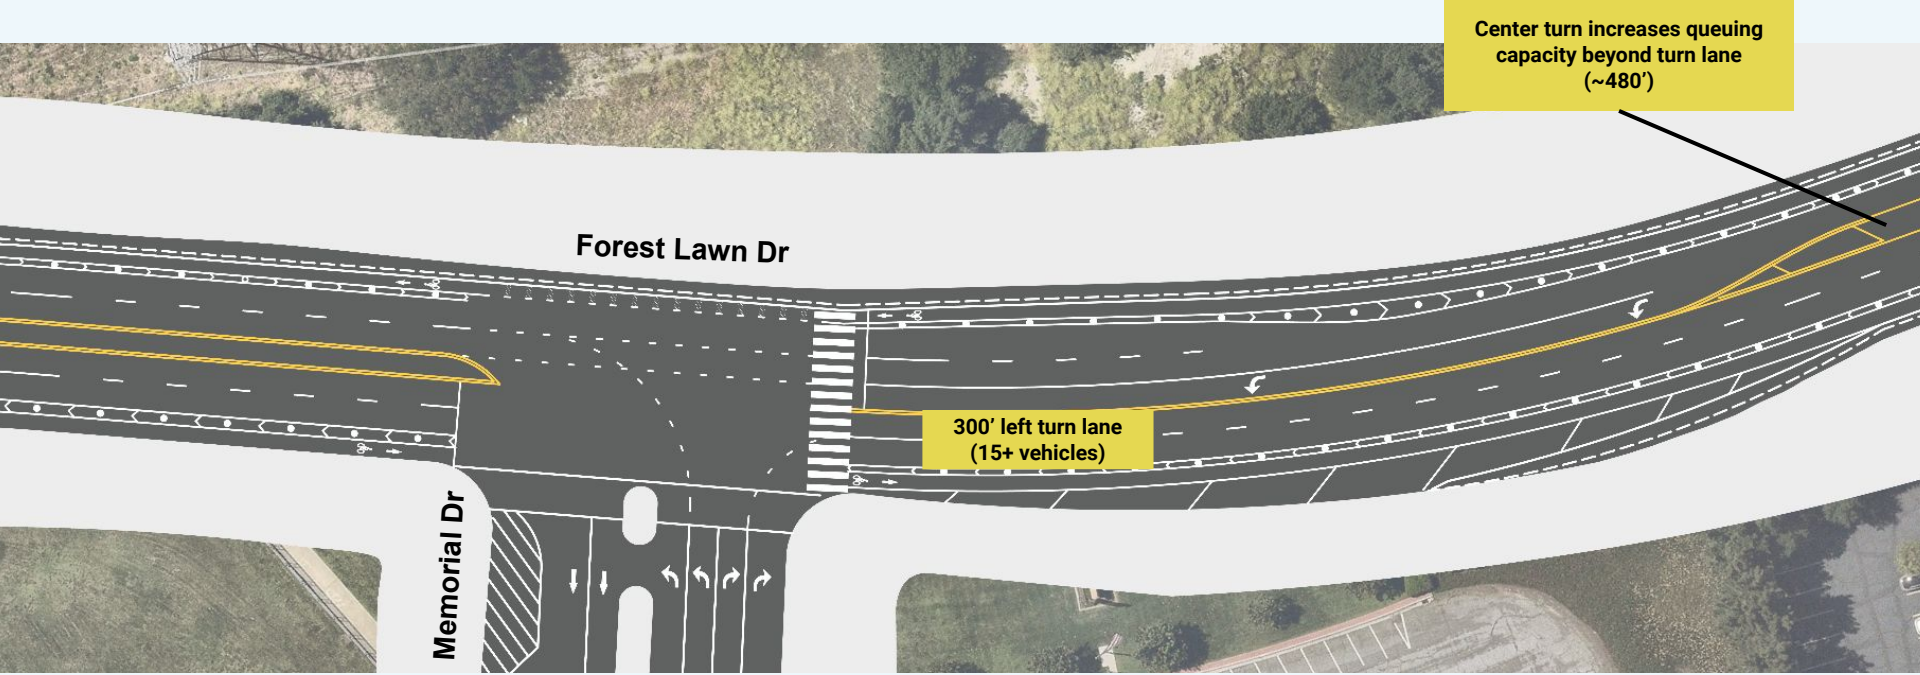 Center turn increases queuing
capacity beyond turn lane
(~480’)
Forest Lawn Dr
300’ left turn lane
(15+ vehicles)
Memorial Dr